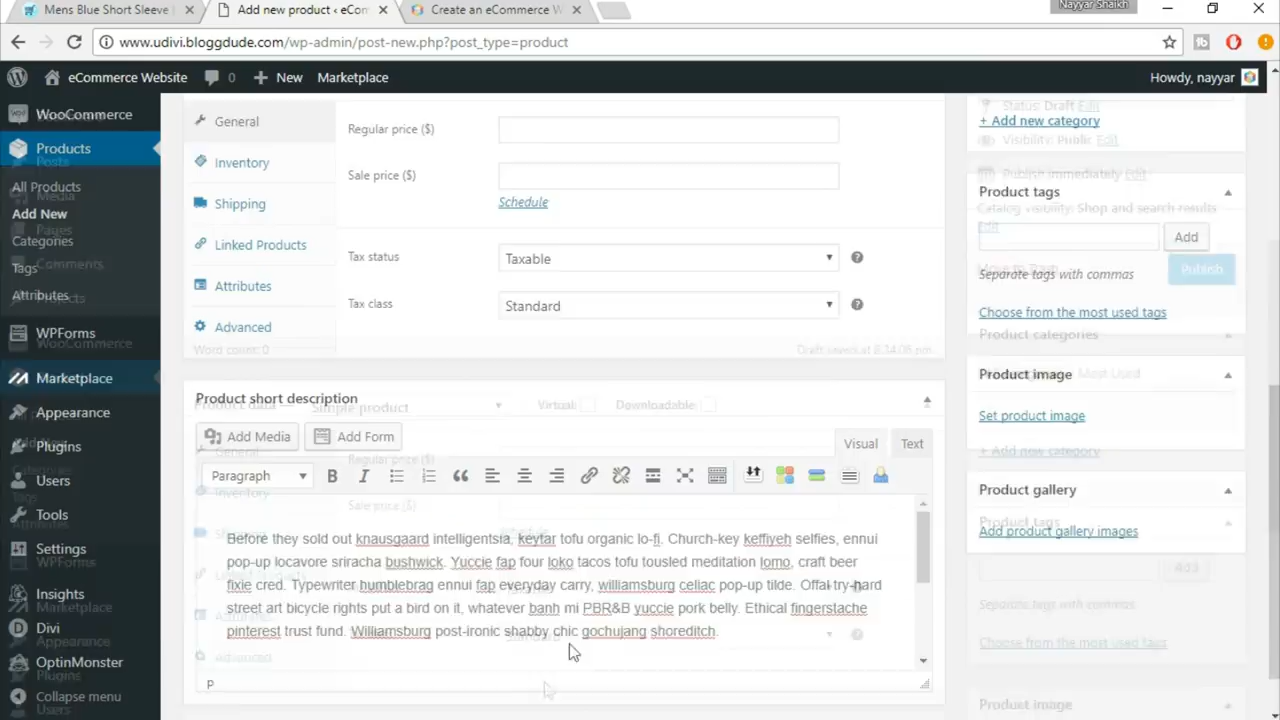 Mens Blue Short Sleeve
Add new product ‹ eCom
Create an eCommerce W
Nayyar Shaikh
www.udivi.bloggdude.com/wp-admin/post-new.php?post_type=product
eCommerce Website
0
New
Marketplace
Howdy, nayyar
WooCommerce
Products
Posts
All Products
Media
Add New
Pages
Categories
Comments
Tags
Attributes
WPForms
WooCommerce
Marketplace
Appearance
Plugins
Users
Tools
Settings
Insights
Marketplace
Divi
Appearance
OptinMonster
Plugins
Collapse menu
Users
General
Inventory
Shipping
Linked Products
Attributes
Advanced
Regular price ($)
Sale price ($)
Schedule
Tax status
Taxable
Tax class
Standard
Word count: 0
Draft saved at 8:34:06 pm.
Product short description
Simple product
Virtual:
Downloadable:
Add Media
Add Form
Visual
Text
General
Regular price ($)
Paragraph
Inventory
Sale price ($)
Before they sold out knausgaard intelligentsia, keytar tofu organic lo-fi. Church-key keffiyeh selfies, ennui
pop-up locavore sriracha bushwick. Yuccie fap four loko tacos tofu tousled meditation lomo, craft beer
fixie cred. Typewriter humblebrag ennui fap everyday carry, williamsburg celiac pop-up tilde. Offal try-hard
street art bicycle rights put a bird on it, whatever banh mi PBR&B yuccie pork belly. Ethical fingerstache
pinterest trust fund. Williamsburg post-ironic shabby chic gochujang shoreditch.
Advanced
p
Status: Draft Edit
+ Add new category
Visibility: Public Edit
Publish immediately Edit
Product tags
Catalog visibility: Shop and search results
Edit
Add
Move to Trash
Publish
Separate tags with commas
Choose from the most used tags
Product categories
Product image
Most Used
Set product image
+ Add new category
Product gallery
Product tags
Add product gallery images
Add
Separate tags with commas
Choose from the most used tags
Product image